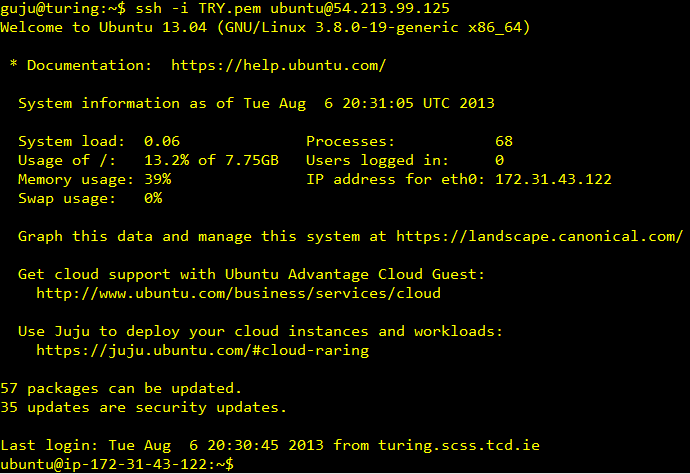 guju@turing:~$ ssh -i TRY.pem ubuntu@54.213.99.125
Welcome to Ubuntu 13.04 (GNU/Linux 3.8.0-19-generic x86_64)
* Documentation:  https://help.ubuntu.com/
System information as of Tue Aug  6 20:31:05 UTC 2013
System load:  0.06               Processes:           68
Usage of /:   13.2% of 7.75GB   Users logged in:     0
Memory usage: 39%               IP address for eth0: 172.31.43.122
Swap usage:   0%
Graph this data and manage this system at https://landscape.canonical.com/
Get cloud support with Ubuntu Advantage Cloud Guest:
http://www.ubuntu.com/business/services/cloud
Use Juju to deploy your cloud instances and workloads:
https://juju.ubuntu.com/#cloud-raring
57 packages can be updated.
35 updates are security updates.
Last login: Tue Aug  6 20:30:45 2013 from turing.scss.tcd.ie
ubuntu@ip-172-31-43-122:~$